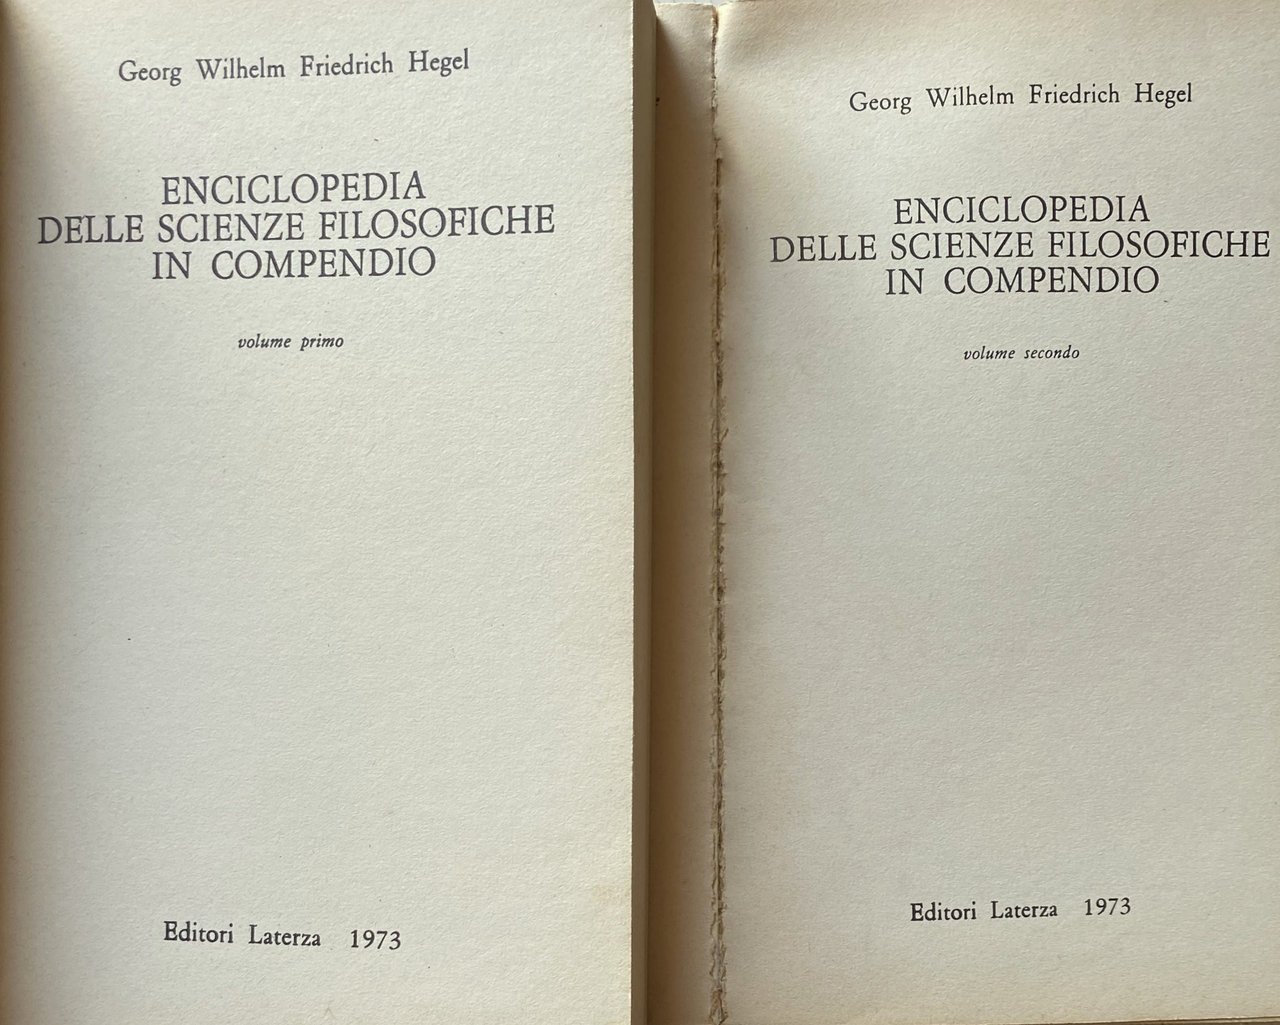 Georg Wilhelm Friedrich Hegel
ENCICLOPEDIA
DELLE SCIENZE FILOSOFICHE
IN COMPENDIO
volume primo
Editori Laterza 1973
Georg Wilhelm Friedrich Hegel
ENCICLOPEDIA
DELLE SCIENZE FILOSOFICHE
IN COMPENDIO
volume secondo
Editori Laterza 1973